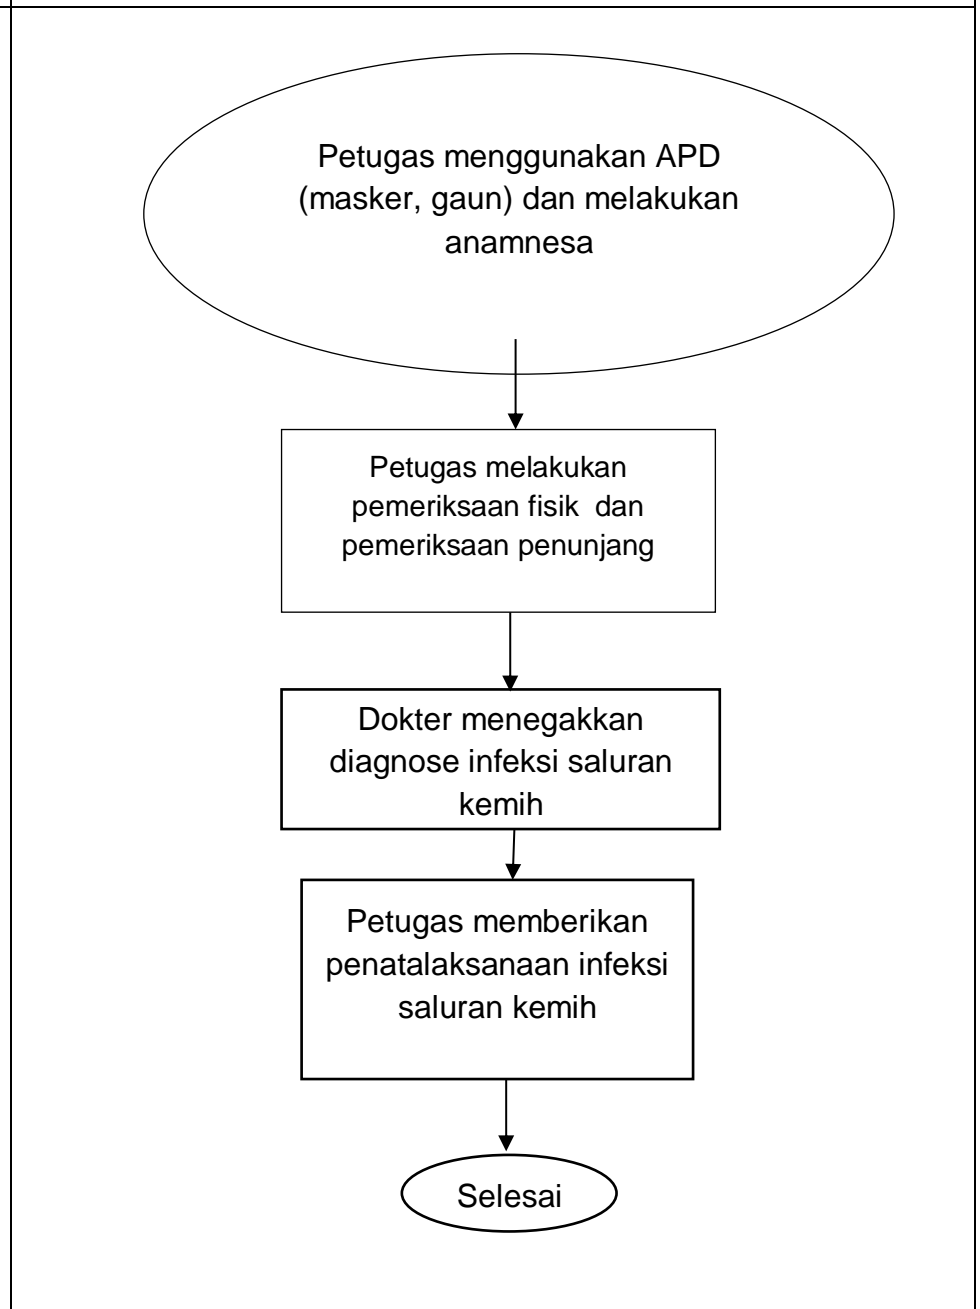 Petugas menggunakan APD
(masker, gaun) dan melakukan
anamnesa
Petugas melakukan
pemeriksaan fisik  dan
pemeriksaan penunjang
Dokter menegakkan
diagnose infeksi saluran
kemih
Petugas memberikan
penatalaksanaan infeksi
saluran kemih
Selesai